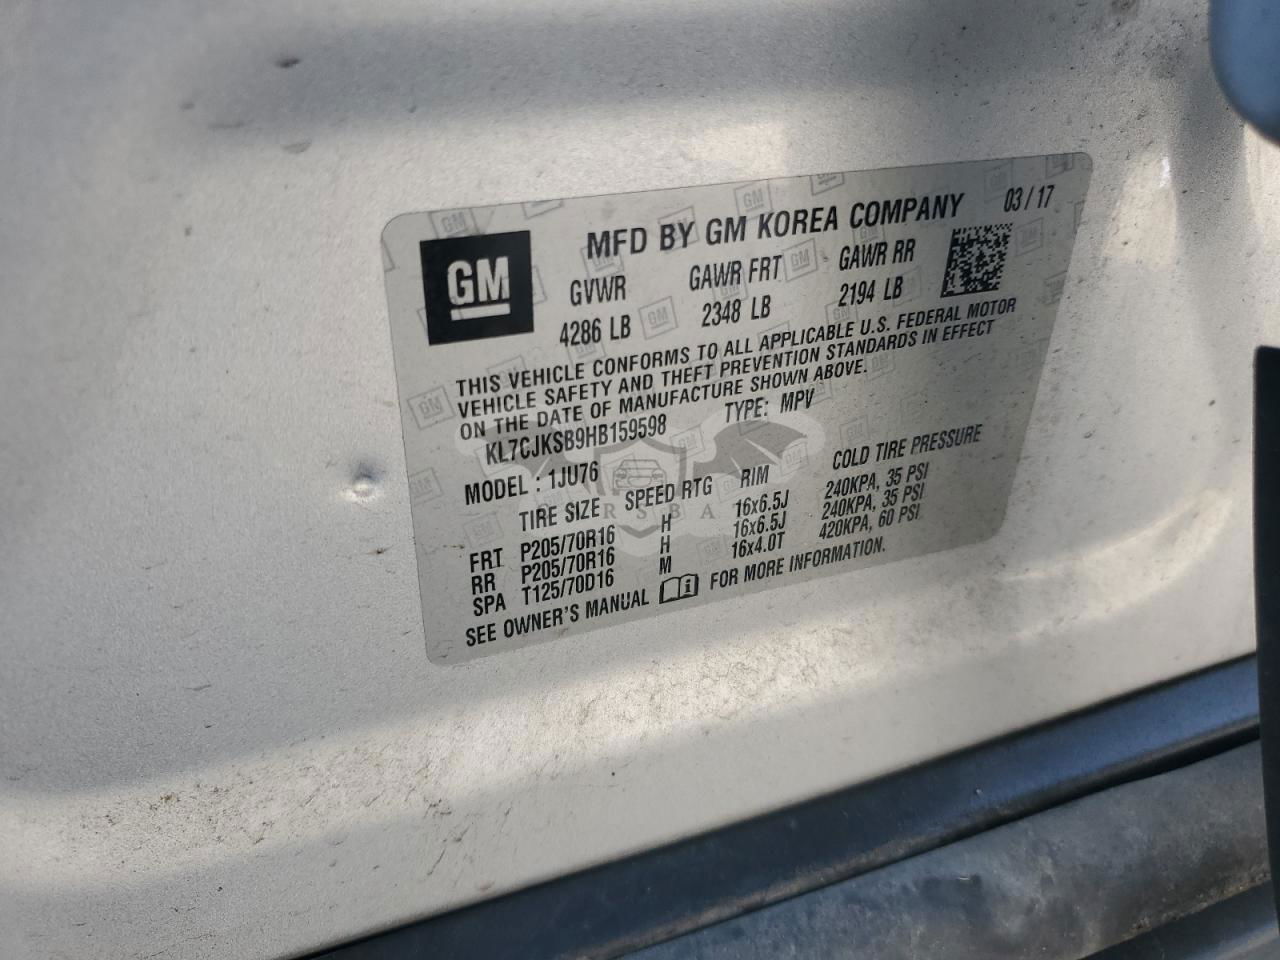 GM
MFD BY GM KOREA COMPANY 03/17
GVWR GAWR FRT GAWR RR
4286 LB 2348 LB 2194 LB
THIS VEHICLE CONFORMS TO ALL APPLICABLE U.S. FEDERAL MOTOR
VEHICLE SAFETY AND THEFT PREVENTION STANDARDS IN EFFECT
ON THE DATE OF MANUFACTURE SHOWN ABOVE.
KL7CJKSB9HB159598 TYPE: MPV
MODEL : 1JU76
TIRE SIZE SPEED RTG RIM COLD TIRE PRESSURE
FRT P205/70R16 H 16x6.5J 240KPA, 35 PSI
RR P205/70R16 H 16x6.5J 240KPA, 35 PSI
SPA T125/70D16 M 16x4.0T 420KPA, 60 PSI
SEE OWNER'S MANUAL FOR MORE INFORMATION.